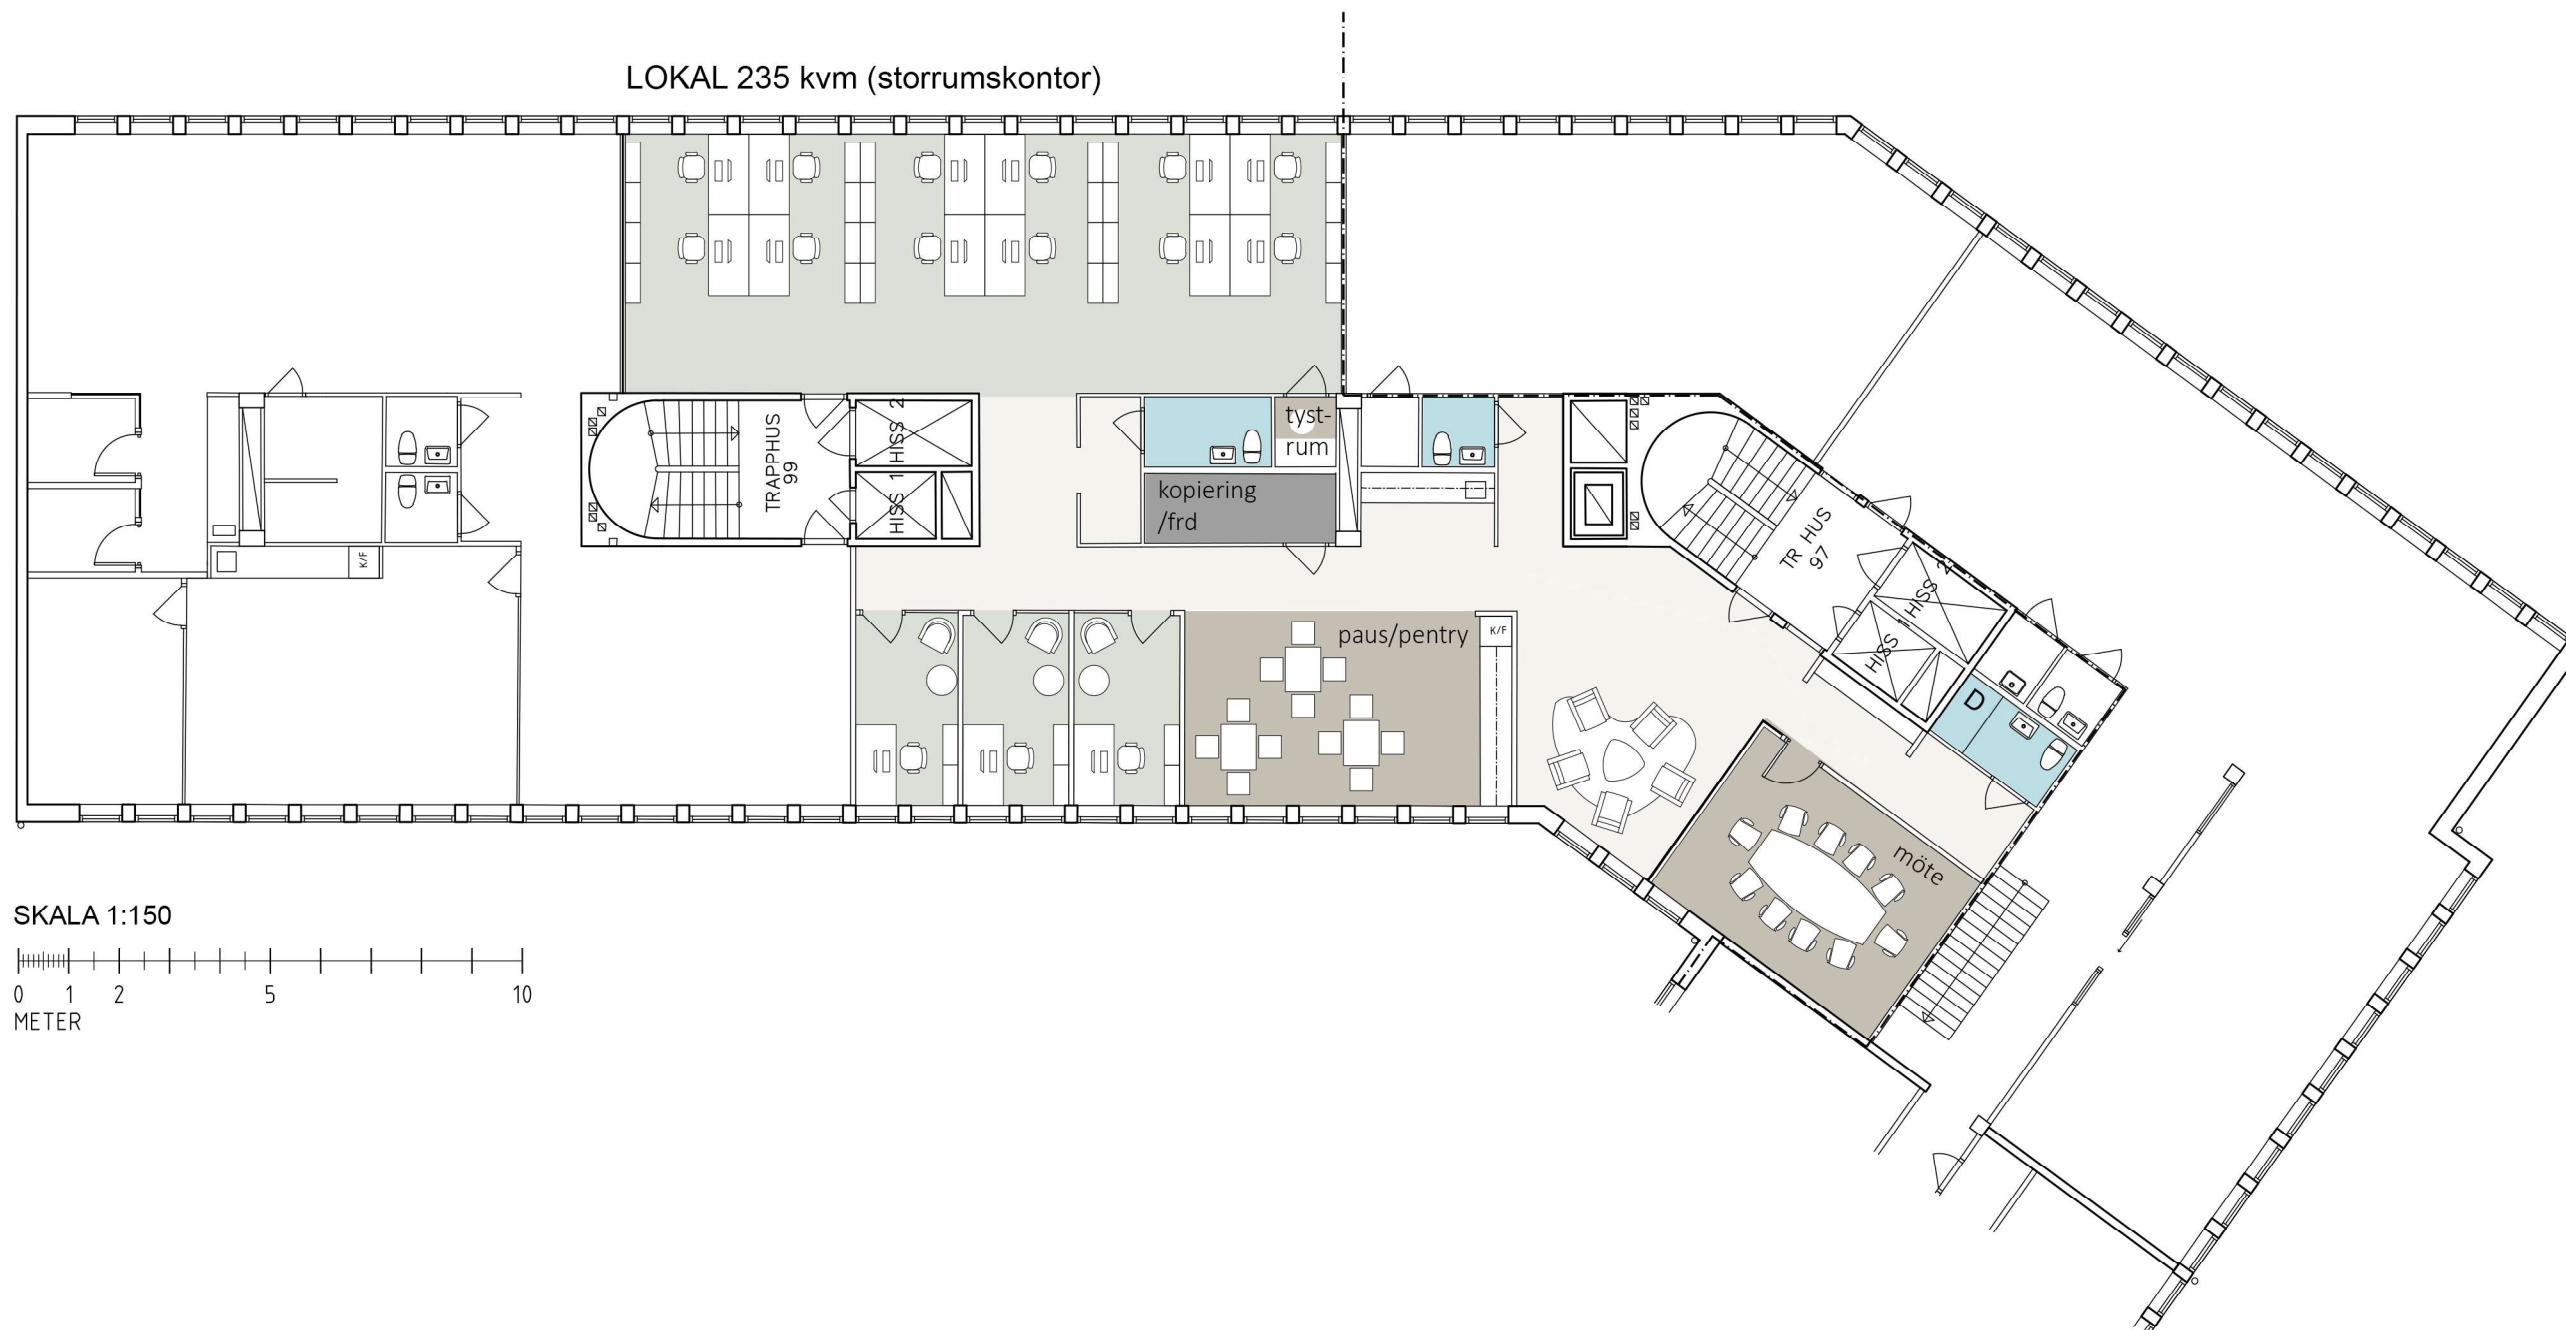 LOKAL 235 kvm (storrumskontor)
TRAPPHUS
99
HISS 2
HISS 1
tyst-
rum
kopiering
/frd
K/F
TR HUS
97
HISS 2
HISS 1
paus/pentry
K/F
D
möte
SKALA 1:150
0 1 2 5 10
METER